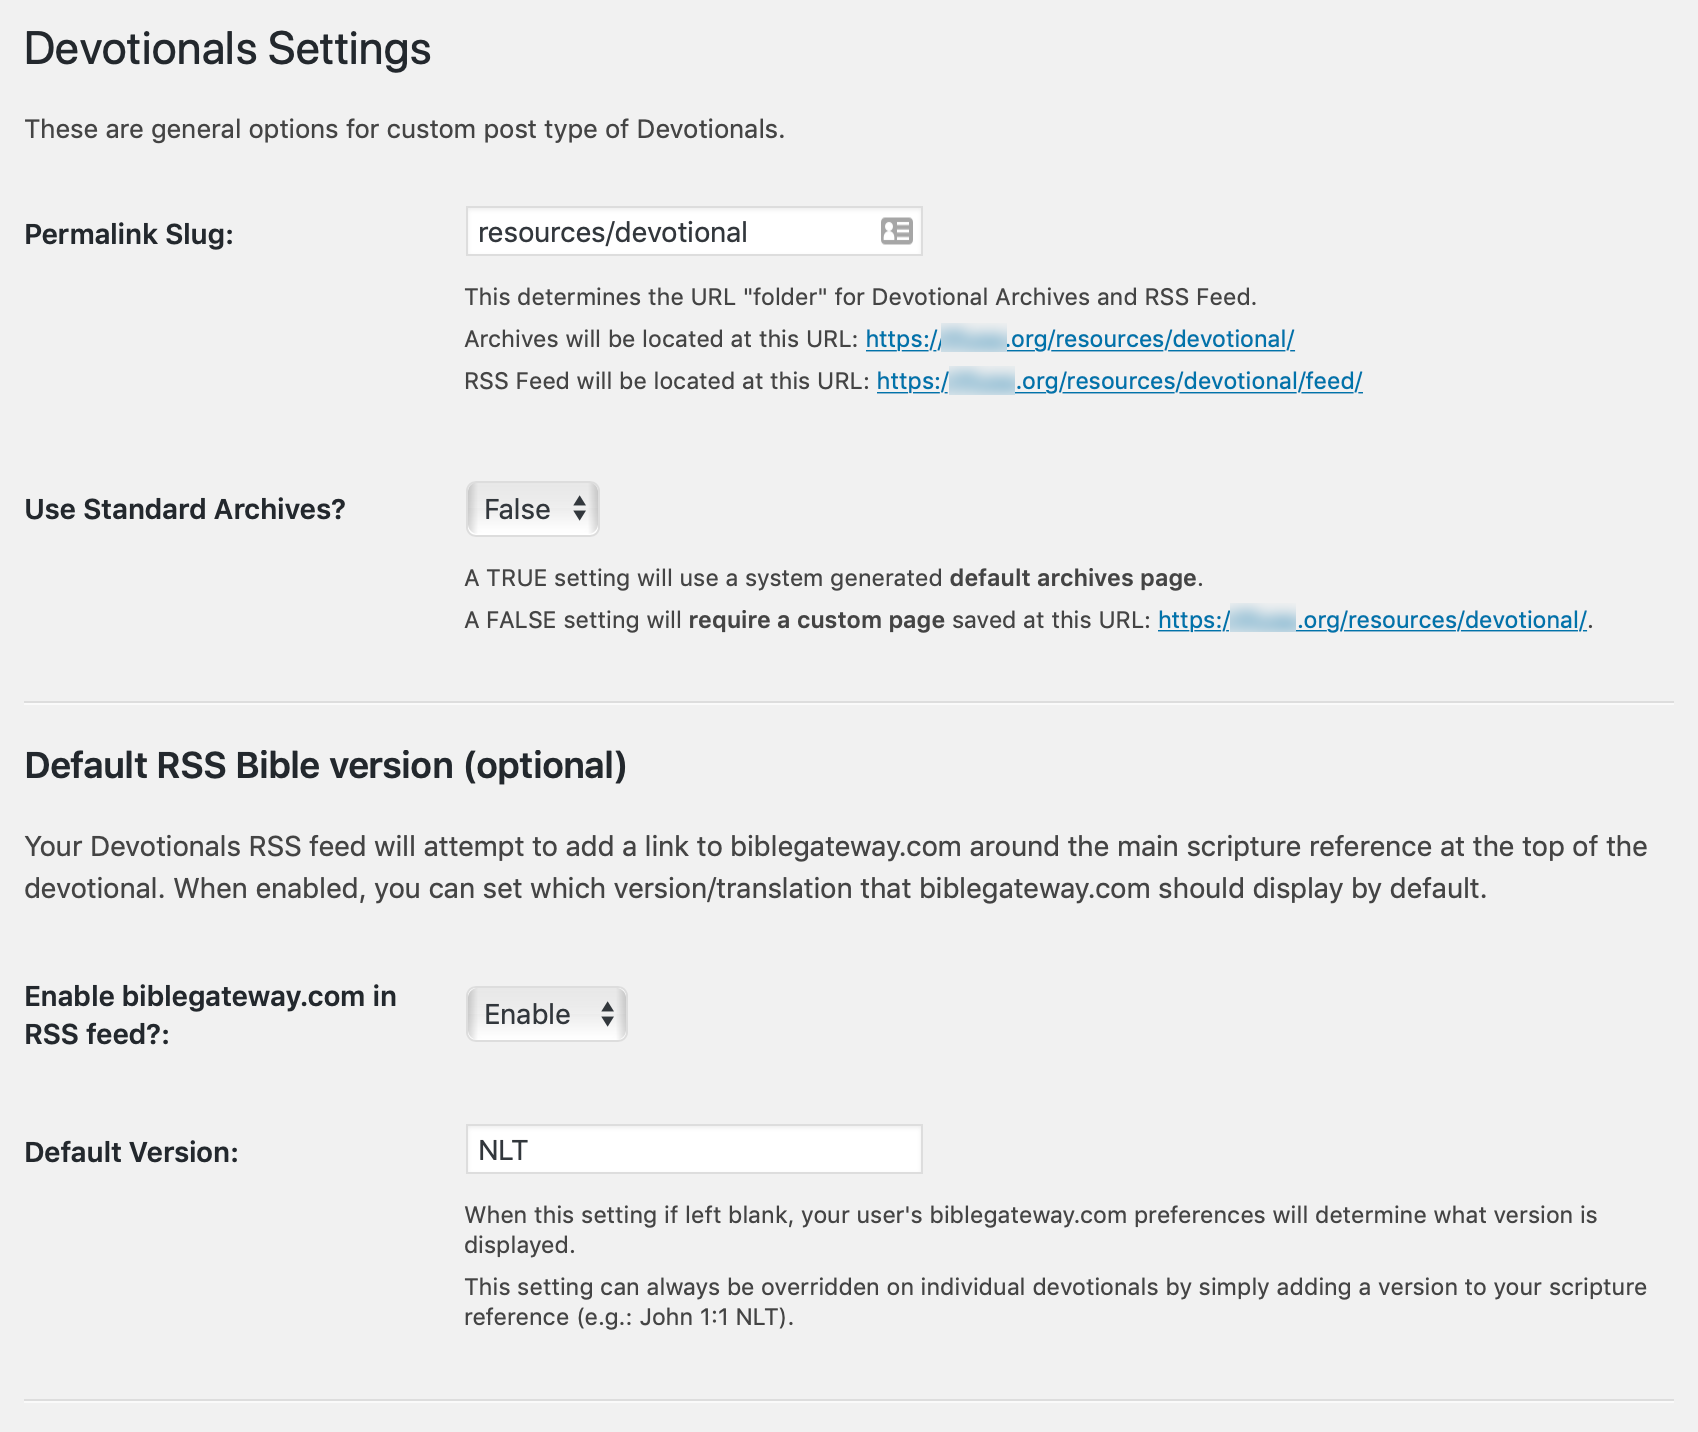 Devotionals Settings
These are general options for custom post type of Devotionals.
Permalink Slug:
resources/devotional
This determines the URL "folder" for Devotional Archives and RSS Feed.
Archives will be located at this URL: https:/ .org/resources/devotional/
RSS Feed will be located at this URL: https:/ .org/resources/devotional/feed/
Use Standard Archives?
False
A TRUE setting will use a system generated default archives page.
A FALSE setting will require a custom page saved at this URL: https:/ .org/resources/devotional/.
Default RSS Bible version (optional)
Your Devotionals RSS feed will attempt to add a link to biblegateway.com around the main scripture reference at the top of the
devotional. When enabled, you can set which version/translation that biblegateway.com should display by default.
Enable biblegateway.com in
RSS feed?:
Enable
Default Version:
NLT
When this setting if left blank, your user's biblegateway.com preferences will determine what version is
displayed.
This setting can always be overridden on individual devotionals by simply adding a version to your scripture
reference (e.g.: John 1:1 NLT).